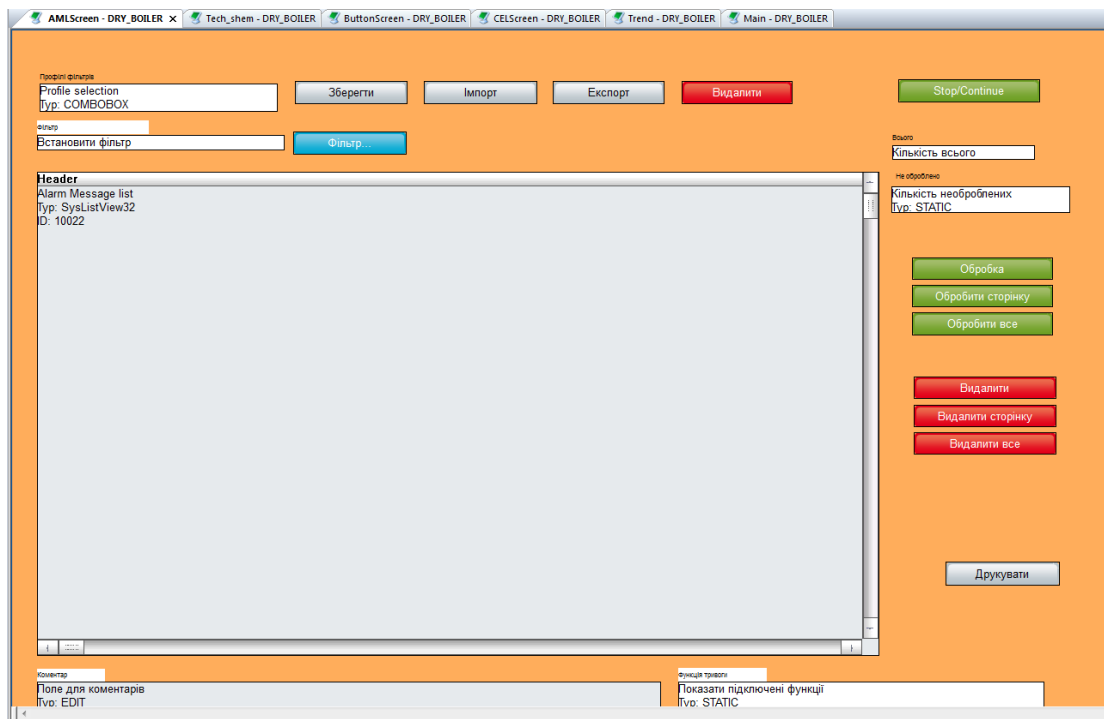 AMLScreen - DRY_BOILER Tech_shem - DRY_BOILER ButtonScreen - DRY_BOILER CELScreen - DRY_BOILER Trend - DRY_BOILER Main - DRY_BOILER
Профілі фільтрів
Profile selection
Typ: COMBOBOX
Зберегти Імпорт Експорт Видалити Stop/Continue
Фільтр
Встановити фільтр
Фільтр...
Всього
Кількість всього
Не оброблено
Кількість необроблених
Typ: STATIC
Header
Alarm Message list
Typ: SysListView32
ID: 10022
Обробка
Обробити сторінку
Обробити все
Видалити
Видалити сторінку
Видалити все
Друкувати
Коментар
Поле для коментарів
Typ: EDIT
Функція тривоги
Показати підключені функції
Typ: STATIC